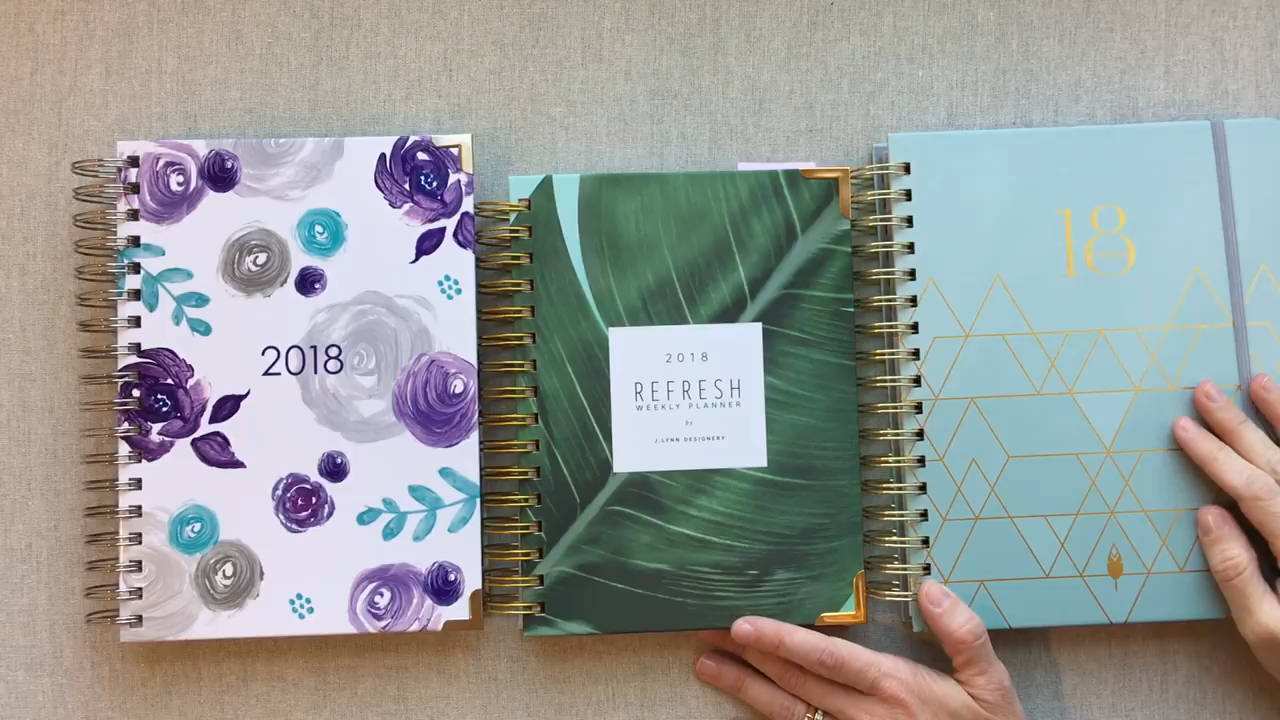 2018
2018
REFRESH
WEEKLY PLANNER
by
J.LYNN DESIGNERY
18